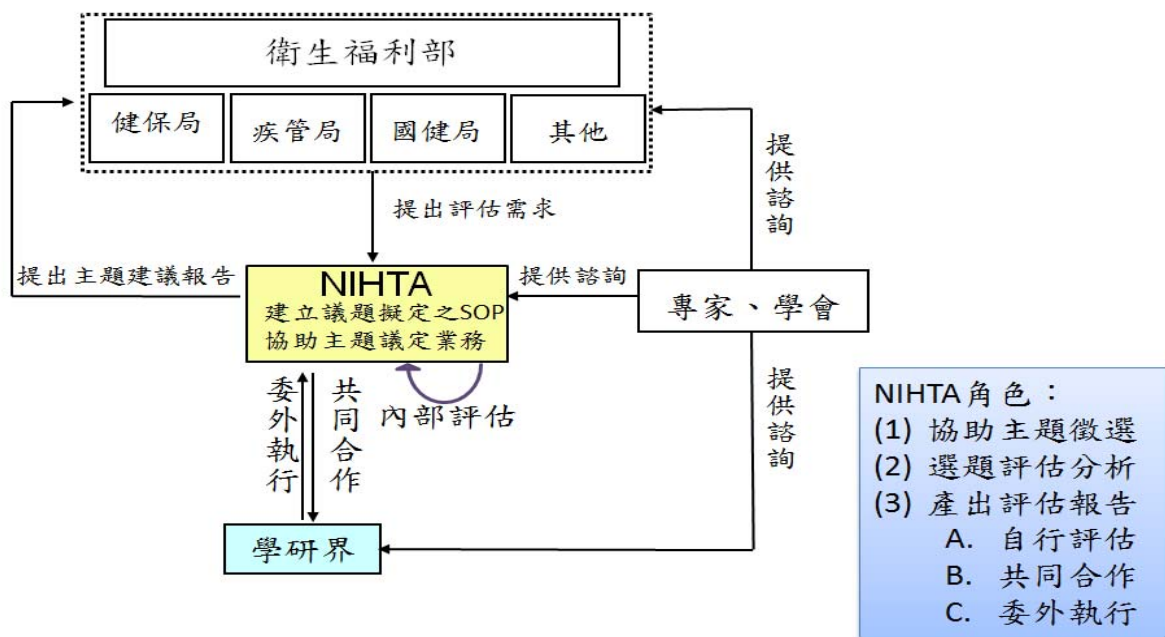 衛生福利部
健保局
疾管局
國健局
其他
提供諮詢
提出評估需求
提出主題建議報告
NIHTA
建立議題擬定之SOP
協助主題議定業務
提供諮詢
專家、學會
委外執行
共同合作
內部評估
提供諮詢
學研界
NIHTA角色：
(1) 協助主題徵選
(2) 選題評估分析
(3) 產出評估報告
A. 自行評估
B. 共同合作
C. 委外執行